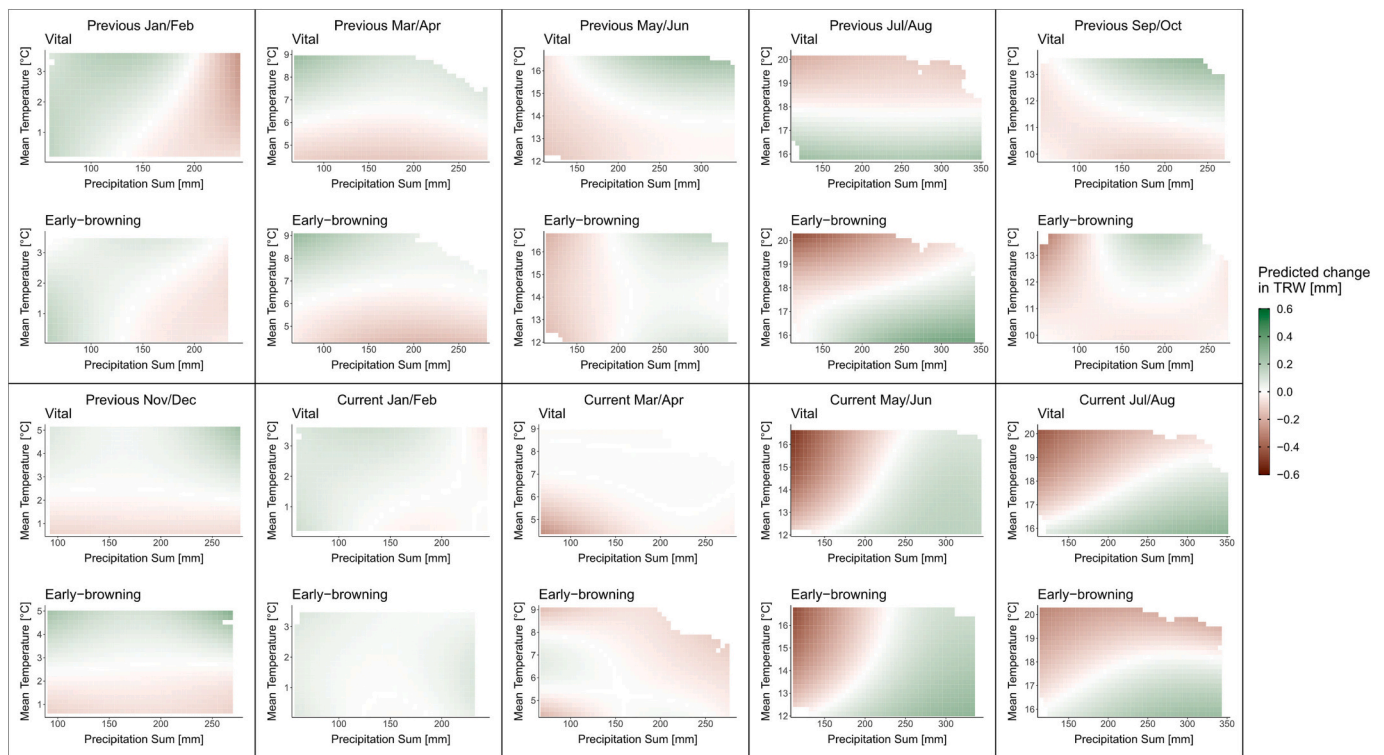 Previous Jan/Feb
Vital
Mean Temperature [°C]
3
2
1
100 150 200
Precipitation Sum [mm]
Early−browning
Mean Temperature [°C]
3
2
1
100 150 200
Precipitation Sum [mm]
Previous Mar/Apr
Vital
Mean Temperature [°C]
9
8
7
6
5
100 150 200 250
Precipitation Sum [mm]
Early−browning
Mean Temperature [°C]
9
8
7
6
5
100 150 200 250
Precipitation Sum [mm]
Previous May/Jun
Vital
Mean Temperature [°C]
16
15
14
13
12
150 200 250 300
Precipitation Sum [mm]
Early−browning
Mean Temperature [°C]
16
15
14
13
12
150 200 250 300
Precipitation Sum [mm]
Previous Jul/Aug
Vital
Mean Temperature [°C]
20
19
18
17
16
150 200 250 300 350
Precipitation Sum [mm]
Early−browning
Mean Temperature [°C]
20
19
18
17
16
150 200 250 300 350
Precipitation Sum [mm]
Previous Sep/Oct
Vital
Mean Temperature [°C]
13
12
11
10
50 100 150 200 250
Precipitation Sum [mm]
Early−browning
Mean Temperature [°C]
13
12
11
10
50 100 150 200 250
Precipitation Sum [mm]
Previous Nov/Dec
Vital
Mean Temperature [°C]
5
4
3
2
1
100 150 200 250
Precipitation Sum [mm]
Early−browning
Mean Temperature [°C]
5
4
3
2
1
100 150 200 250
Precipitation Sum [mm]
Current Jan/Feb
Vital
Mean Temperature [°C]
3
2
1
100 150 200
Precipitation Sum [mm]
Early−browning
Mean Temperature [°C]
3
2
1
100 150 200
Precipitation Sum [mm]
Current Mar/Apr
Vital
Mean Temperature [°C]
9
8
7
6
5
100 150 200 250
Precipitation Sum [mm]
Early−browning
Mean Temperature [°C]
9
8
7
6
5
4
100 150 200 250
Precipitation Sum [mm]
Current May/Jun
Vital
Mean Temperature [°C]
16
15
14
13
12
150 200 250 300
Precipitation Sum [mm]
Early−browning
Mean Temperature [°C]
16
15
14
13
12
150 200 250 300
Precipitation Sum [mm]
Current Jul/Aug
Vital
Mean Temperature [°C]
20
19
18
17
16
150 200 250 300 350
Precipitation Sum [mm]
Early−browning
Mean Temperature [°C]
20
19
18
17
16
15
150 200 250 300 350
Precipitation Sum [mm]
Predicted change
in TRW [mm]
0.6
0.4
0.2
0.0
−0.2
−0.4
−0.6